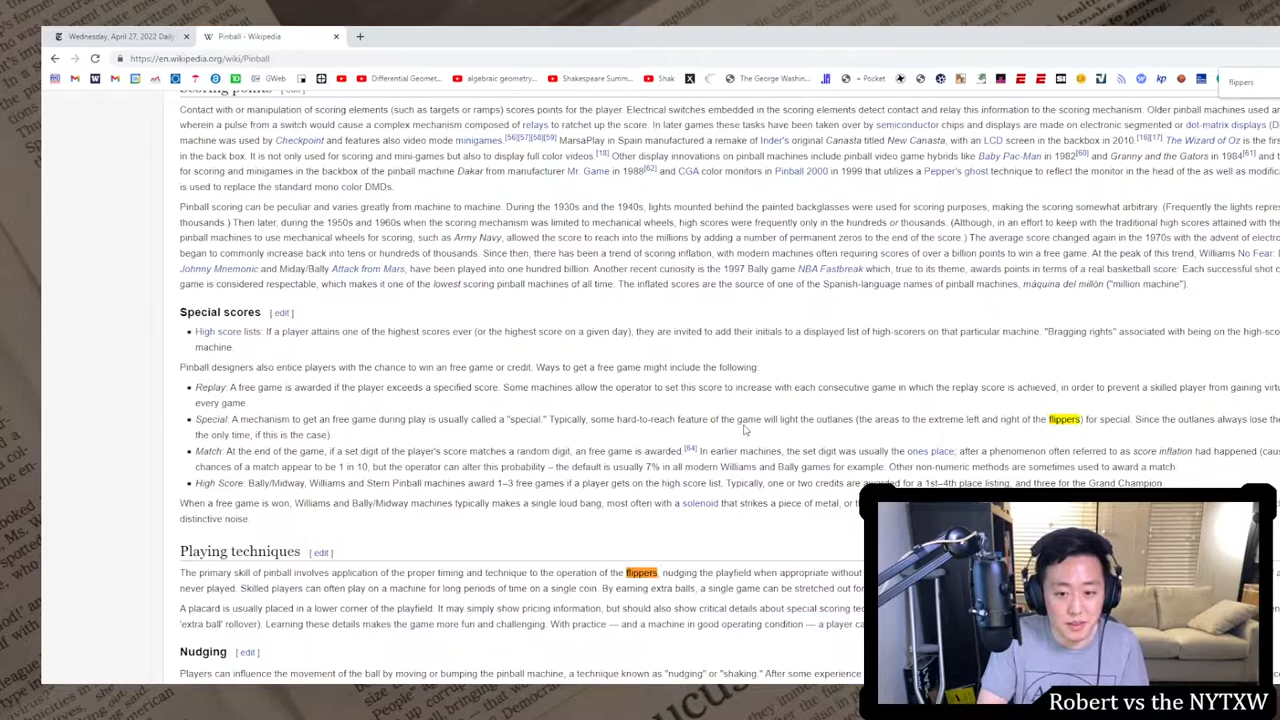 Wednesday, April 27, 2022 Daily
Pinball - Wikipedia
https://en.wikipedia.org/wiki/Pinball
GWeb
Differential Geomet...
algebraic geometry...
Shakespeare Summ...
Shak
The George Washin...
+ Pocket
flippers
Scoring points [ edit ]
Contact with or manipulation of scoring elements (such as targets or ramps) scores points for the player. Electrical switches embedded in the scoring elements detect contact and relay this information to the scoring mechanism. Older pinball machines used an
wherein a pulse from a switch would cause a complex mechanism composed of relays to ratchet up the score. In later games these tasks have been taken over by semiconductor chips and displays are made on electronic segmented or dot-matrix displays (D
machine was used by Checkpoint and features also video mode minigames.[56][57][58][59] MarsaPlay in Spain manufactured a remake of Inder's original Canasta titled New Canasta, with an LCD screen in the backbox in 2010.[16][17] The Wizard of Oz is the firs
in the back box. It is not only used for scoring and mini-games but also to display full color videos.[18] Other display innovations on pinball machines include pinball video game hybrids like Baby Pac-Man in 1982[60] and Granny and the Gators in 1984[61] and t
for scoring and minigames in the backbox of the pinball machine Dakar from manufacturer Mr. Game in 1988[62] and CGA color monitors in Pinball 2000 in 1999 that utilizes a Pepper's ghost technique to reflect the monitor in the head of the as well as modific
is used to replace the standard mono color DMDs.
Pinball scoring can be peculiar and varies greatly from machine to machine. During the 1930s and the 1940s, lights mounted behind the painted backglasses were used for scoring purposes, making the scoring somewhat arbitrary. (Frequently the lights repres
thousands.) Then later, during the 1950s and 1960s when the scoring mechanism was limited to mechanical wheels, high scores were frequently only in the hundreds or thousands. (Although, in an effort to keep with the traditional high scores attained with the
pinball machines to use mechanical wheels for scoring, such as Army Navy, allowed the score to reach into the millions by adding a number of permanent zeros to the end of the score.) The average score changed again in the 1970s with the advent of electro
began to commonly increase back into tens or hundreds of thousands. Since then, there has been a trend of scoring inflation, with modern machines often requiring scores of over a billion points to win a free game. At the peak of this trend, Williams No Fear: D
Johnny Mnemonic and Miday/Bally Attack from Mars, have been played into one hundred billion. Another recent curiosity is the 1997 Bally game NBA Fastbreak which, true to its theme, awards points in terms of a real basketball score: Each successful shot c
game is considered respectable, which makes it one of the lowest scoring pinball machines of all time. The inflated scores are the source of one of the Spanish-language names of pinball machines, máquina del millón ("million machine").
Special scores [ edit ]
High score lists: If a player attains one of the highest scores ever (or the highest score on a given day), they are invited to add their initials to a displayed list of high-scorers on that particular machine. "Bragging rights" associated with being on the high-sco
machine.
Pinball designers also entice players with the chance to win an free game or credit. Ways to get a free game might include the following:
Replay: A free game is awarded if the player exceeds a specified score. Some machines allow the operator to set this score to increase with each consecutive game in which the replay score is achieved, in order to prevent a skilled player from gaining virtu
every game.
Special: A mechanism to get an free game during play is usually called a "special." Typically, some hard-to-reach feature of the game will light the outlanes (the areas to the extreme left and right of the flippers) for special. Since the outlanes always lose the
the only time, if this is the case).
Match: At the end of the game, if a set digit of the player's score matches a random digit, an free game is awarded.[64] In earlier machines, the set digit was usually the ones place; after a phenomenon often referred to as score inflation had happened (caus
chances of a match appear to be 1 in 10, but the operator can alter this probability – the default is usually 7% in all modern Williams and Bally games for example. Other non-numeric methods are sometimes used to award a match.
High Score: Bally/Midway, Williams and Stern Pinball machines award 1–3 free games if a player gets on the high score list. Typically, one or two credits are awarded for a 1st–4th place listing, and three for the Grand Champion.
When a free game is won, Williams and Bally/Midway machines typically makes a single loud bang, most often with a solenoid that strikes a piece of metal, or th
distinctive noise.
Playing techniques [ edit ]
The primary skill of pinball involves application of the proper timing and technique to the operation of the flippers, nudging the playfield when appropriate without
never played. Skilled players can often play on a machine for long periods of time on a single coin. By earning extra balls, a single game can be stretched out for
A placard is usually placed in a lower corner of the playfield. It may simply show pricing information, but should also show critical details about special scoring tec
'extra ball' rollover). Learning these details makes the game more fun and challenging. With practice — and a machine in good operating condition — a player ca
Nudging [ edit ]
Players can influence the movement of the ball by moving or bumping the pinball machine, a technique known as "nudging" or "shaking." After some experience
Robert vs the NYTXW